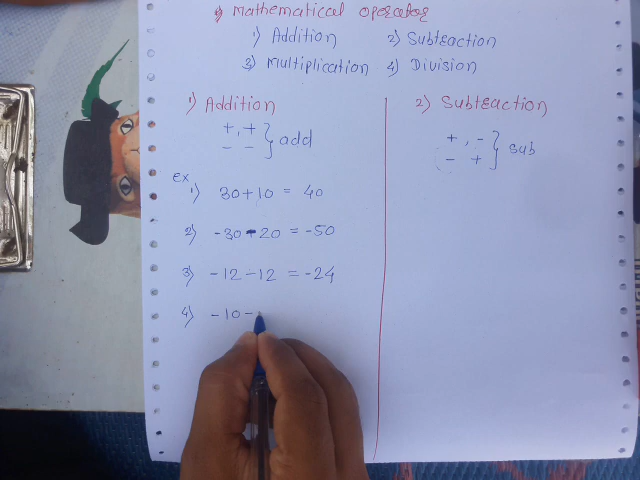 Mathematical operator
1) Addition 2) Subtraction
3) Multiplication 4) Division
1) Addition
+, +
- -
} add
ex
1) 30 + 10 = 40
2) -30 - 20 = -50
3) -12 - 12 = -24
4) -10 -
2) Subtraction
+ , -
- +
} sub